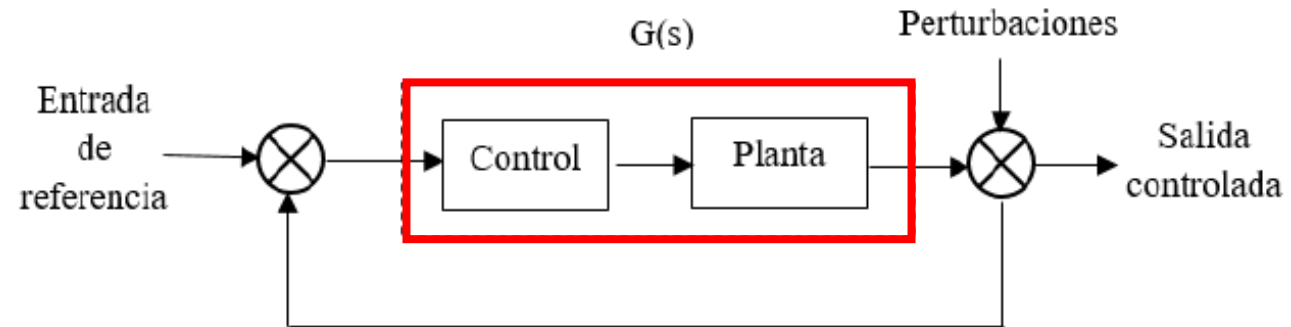 G(s)
Perturbaciones
Entrada
de
referencia
Control
Planta
Salida
controlada